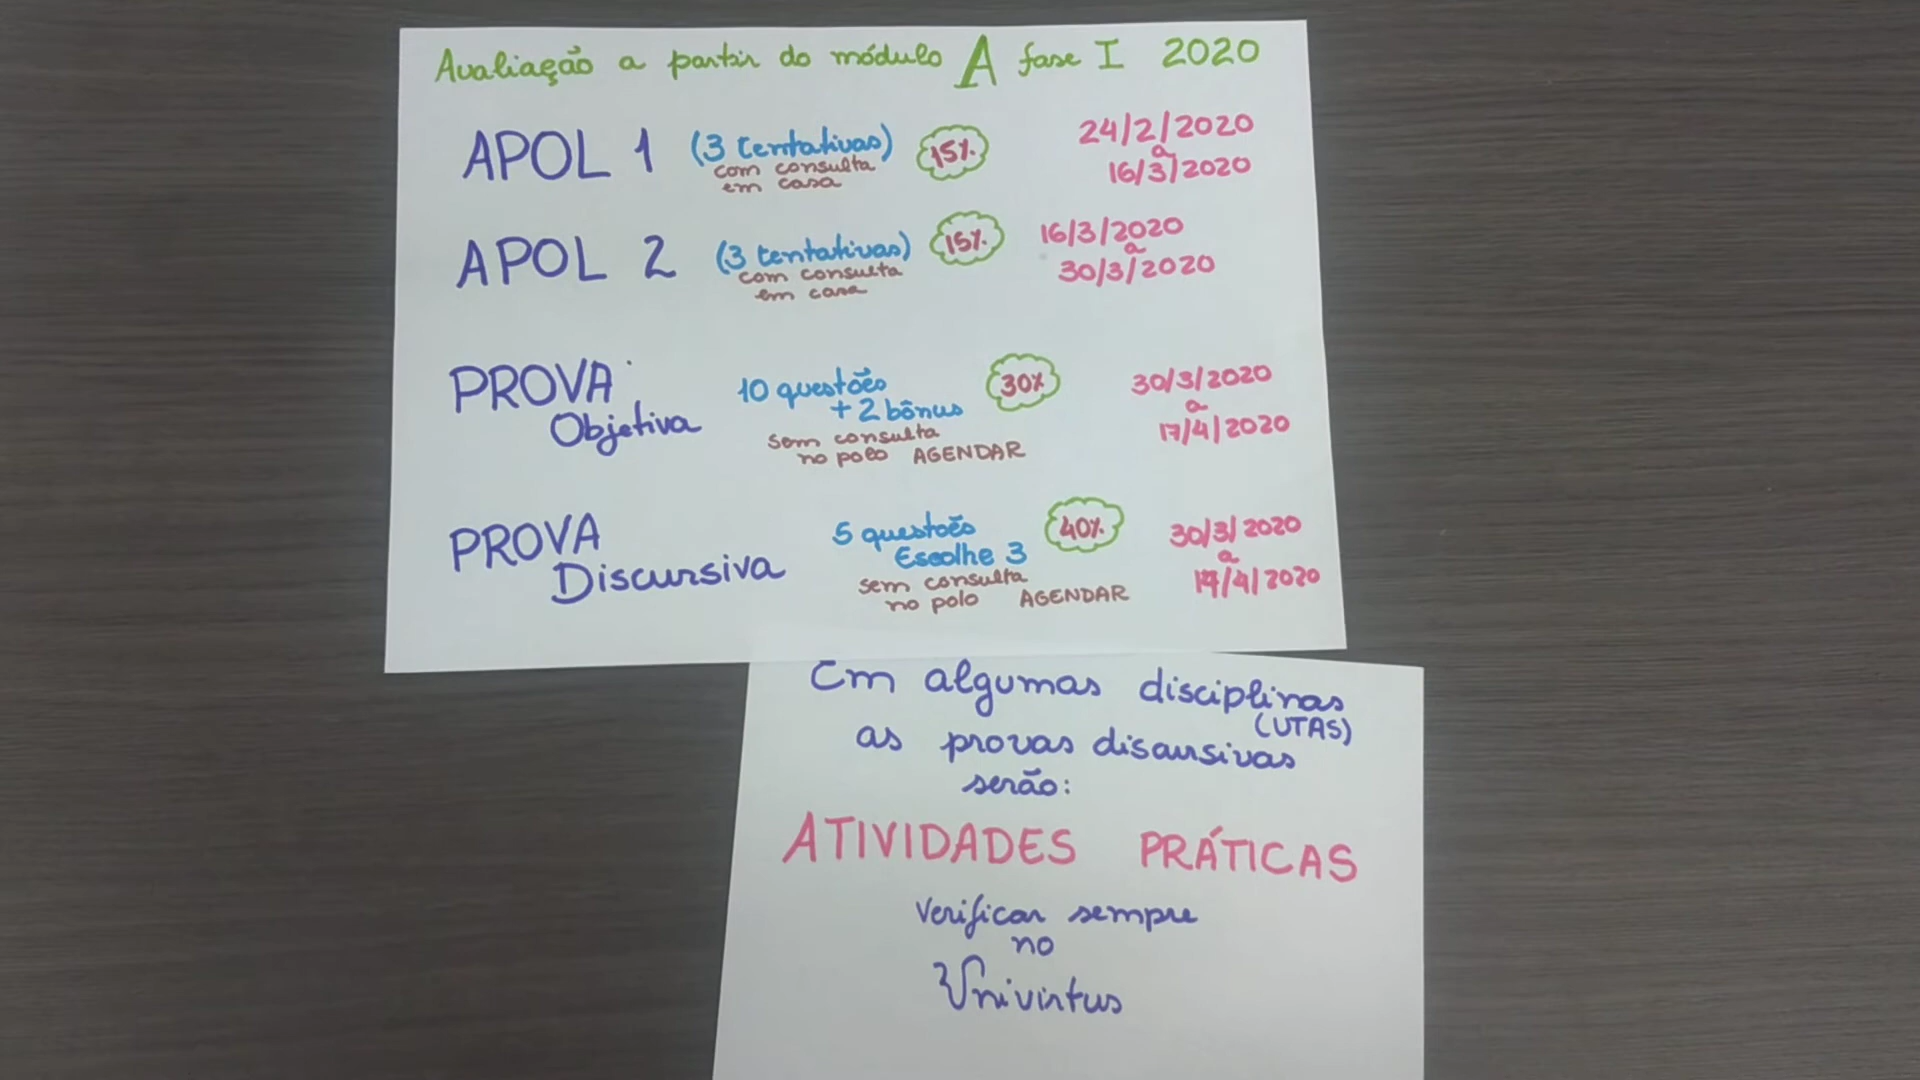 Avaliação a partir do módulo A fase I 2020
APOL 1 (3 tentativas) 15% 24/2/2020
com consulta a
em casa 16/3/2020
APOL 2 (3 tentativas) 15% 16/3/2020
com consulta a
em casa 30/3/2020
PROVA 10 questões 30% 30/3/2020
Objetiva + 2 bônus a
sem consulta 17/4/2020
no polo AGENDAR
PROVA 5 questões 40% 30/3/2020
Discursiva Escolhe 3 a
sem consulta 17/4/2020
no polo AGENDAR
Em algumas disciplinas
(UTAS)
as provas discursivas
serão:
ATIVIDADES PRÁTICAS
Verificar sempre
no
Univirtus